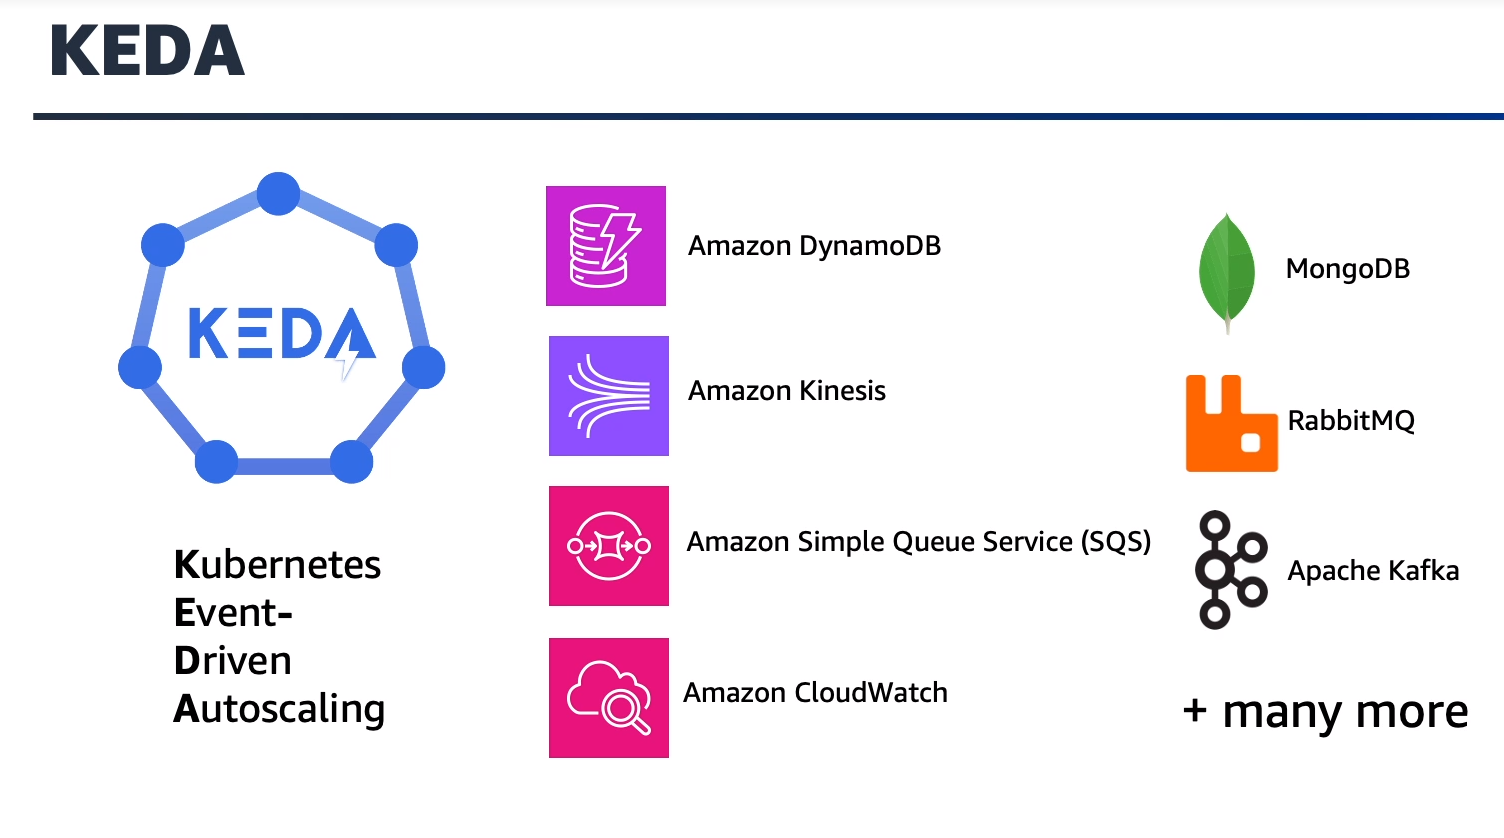 KEDA
KEDA
Kubernetes
Event-
Driven
Autoscaling
Amazon DynamoDB
Amazon Kinesis
Amazon Simple Queue Service (SQS)
Amazon CloudWatch
MongoDB
RabbitMQ
Apache Kafka
+ many more